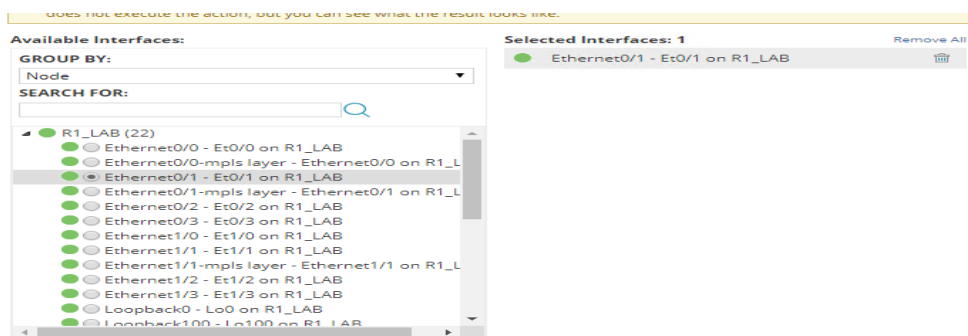 does not execute the action, but you can see what the result looks like.
Available Interfaces:
GROUP BY:
Node
SEARCH FOR:
R1_LAB (22)
Ethernet0/0 - Et0/0 on R1_LAB
Ethernet0/0-mpls layer - Ethernet0/0 on R1_L
Ethernet0/1 - Et0/1 on R1_LAB
Ethernet0/1-mpls layer - Ethernet0/1 on R1_L
Ethernet0/2 - Et0/2 on R1_LAB
Ethernet0/3 - Et0/3 on R1_LAB
Ethernet1/0 - Et1/0 on R1_LAB
Ethernet1/1 - Et1/1 on R1_LAB
Ethernet1/1-mpls layer - Ethernet1/1 on R1_L
Ethernet1/2 - Et1/2 on R1_LAB
Ethernet1/3 - Et1/3 on R1_LAB
Loopback0 - Lo0 on R1_LAB
Loopback100 - Lo100 on R1_LAB
Selected Interfaces: 1
Remove All
Ethernet0/1 - Et0/1 on R1_LAB